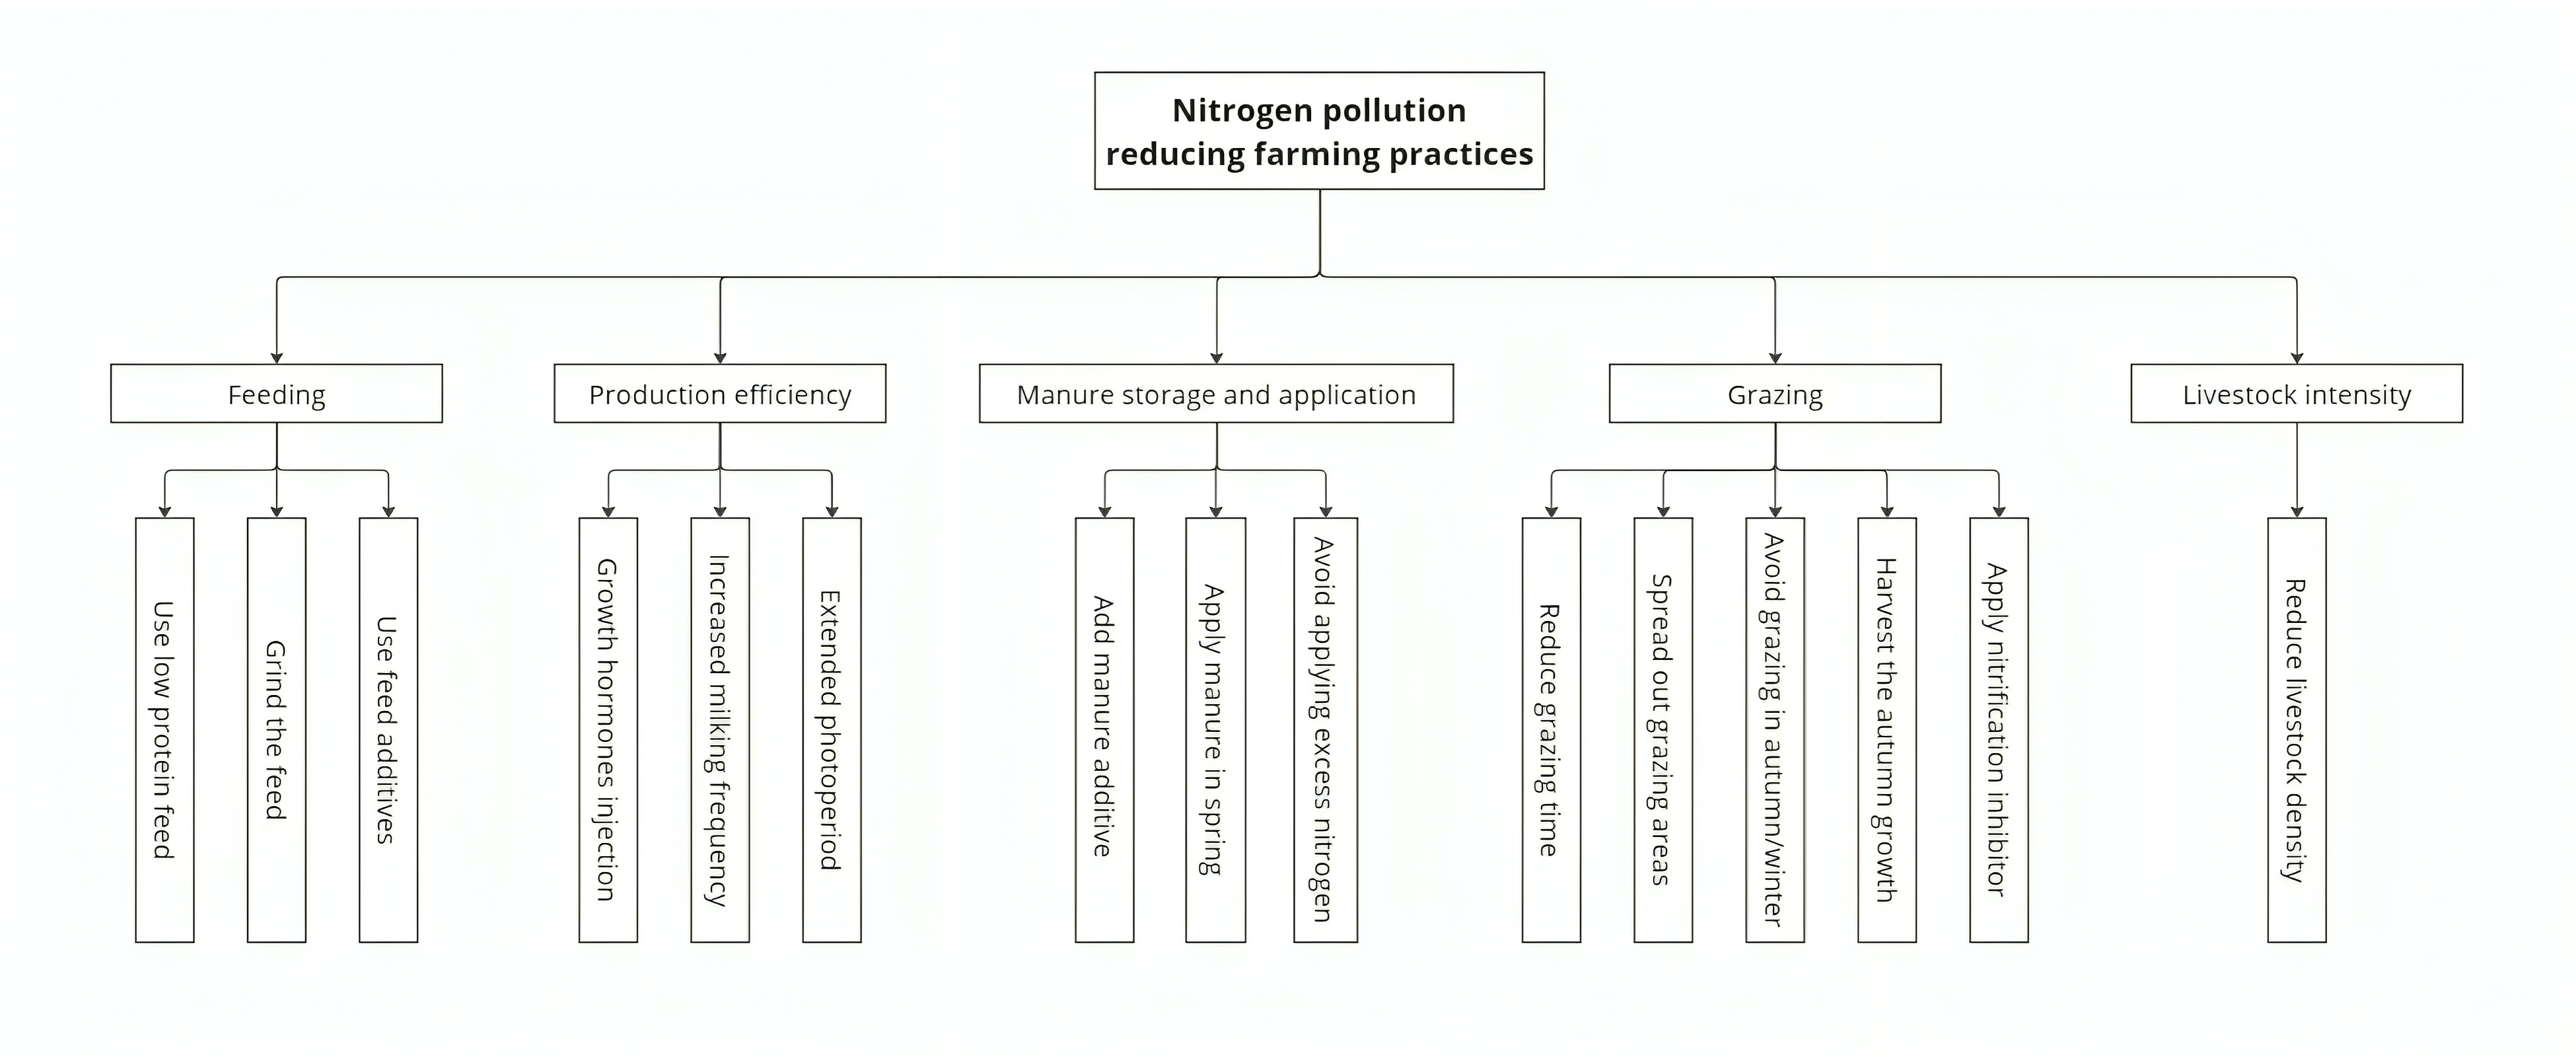 Nitrogen pollution
reducing farming practices
Feeding
Production efficiency
Manure storage and application
Grazing
Livestock intensity
Use low protein feed
Grind the feed
Use feed additives
Growth hormones injection
Increased milking frequency
Extended photoperiod
Add manure additive
Apply manure in spring
Avoid applying excess nitrogen
Reduce grazing time
Spread out grazing areas
Avoid grazing in autumn/winter
Harvest the autumn growth
Apply nitrification inhibitor
Reduce livestock density